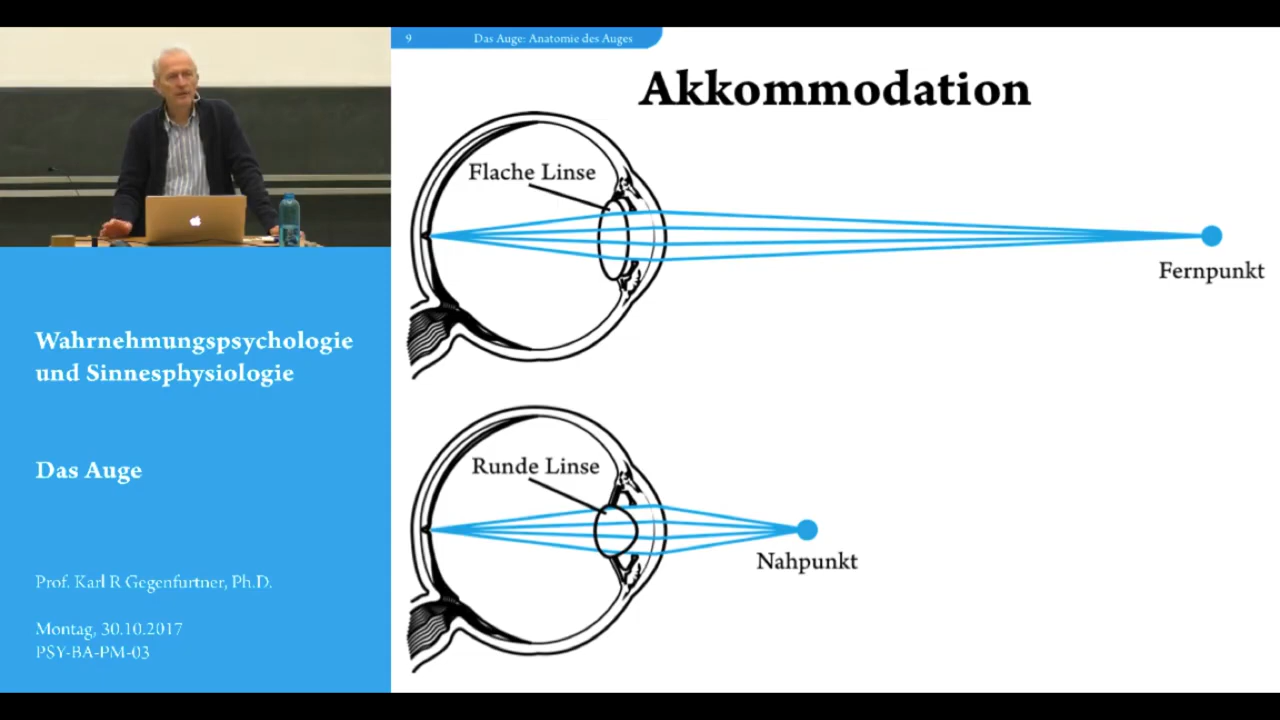 9 Das Auge: Anatomie des Auges
Akkommodation
Flache Linse
Fernpunkt
Runde Linse
Nahpunkt
Wahrnehmungspsychologie
und Sinnesphysiologie
Das Auge
Prof. Karl R Gegenfurtner, Ph.D.
Montag, 30.10.2017
PSY-BA-PM-03